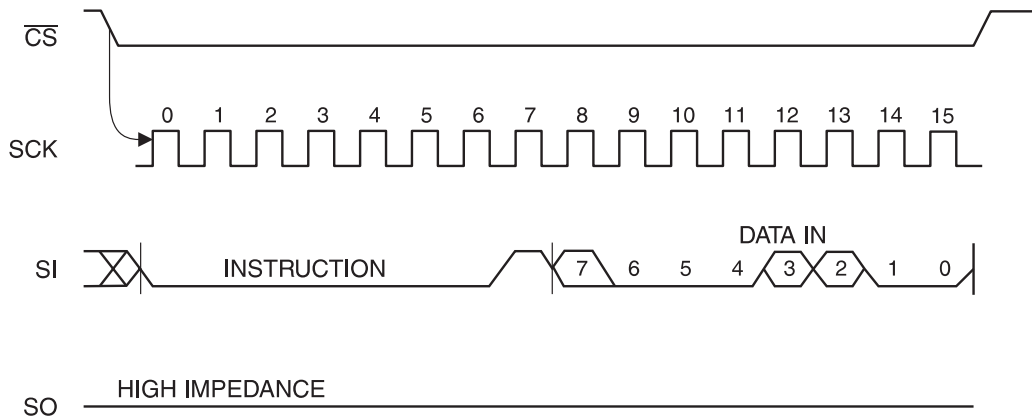 CS
0 1 2 3 4 5 6 7 8 9 10 11 12 13 14 15
SCK
DATA IN
SI
INSTRUCTION
7 6 5 4 3 2 1 0
HIGH IMPEDANCE
SO